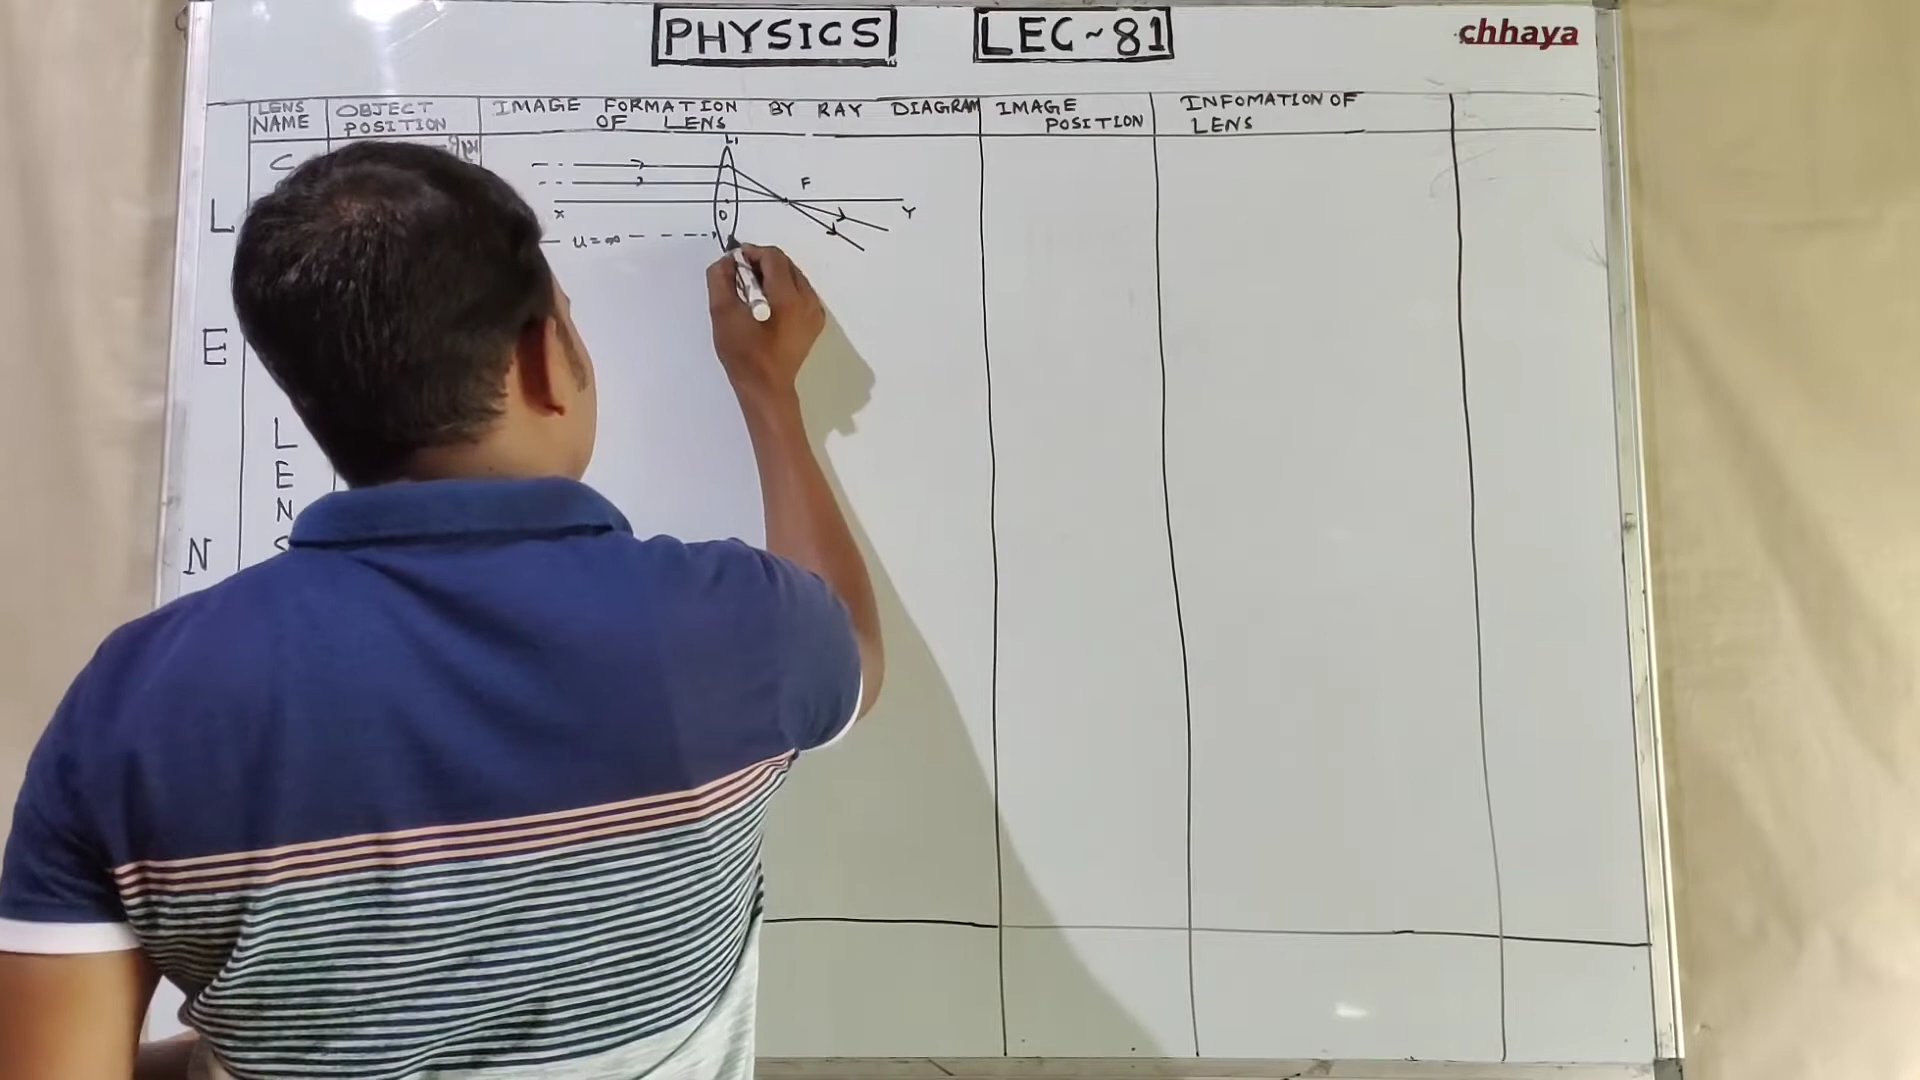 PHYSICS
LEC~81
chhaya
LENS
NAME
OBJECT
POSITION
IMAGE FORMATION BY RAY DIAGRAM
OF LENS
IMAGE
POSITION
INFOMATION OF
LENS
L
E
N
C
L
E
N
S
L1
F
X
O
Y
u=∞